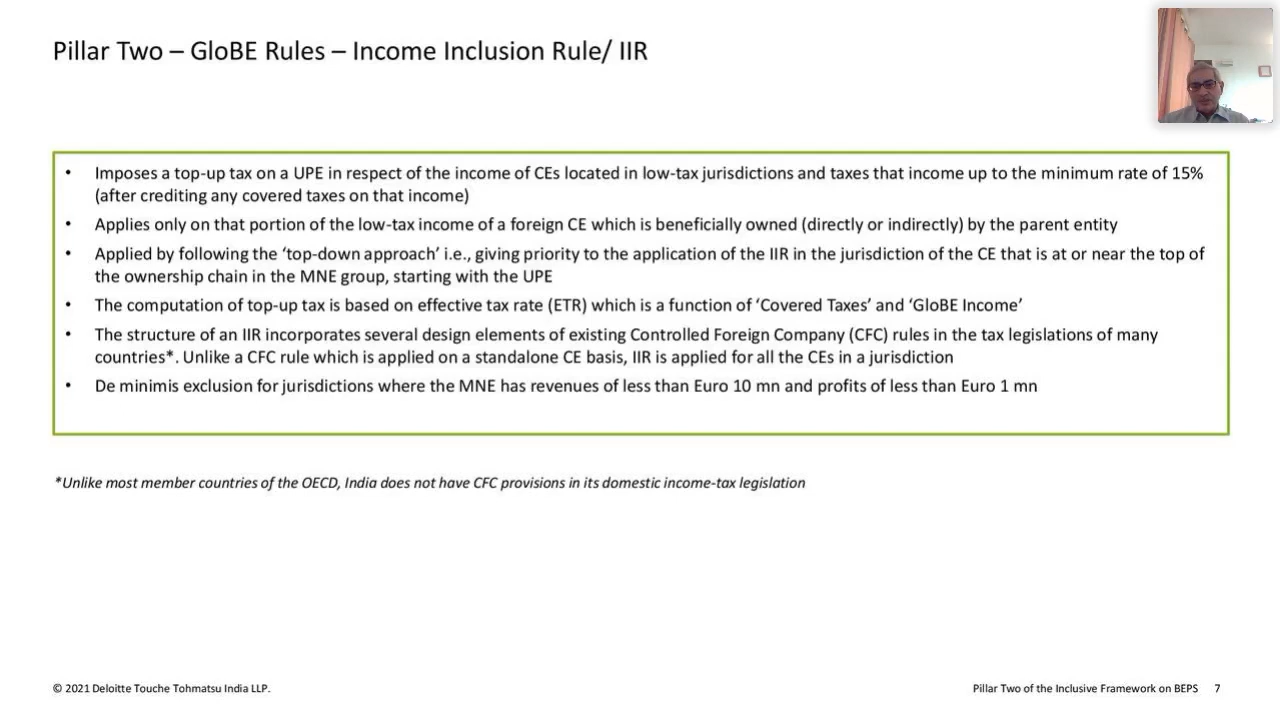 Pillar Two – GloBE Rules – Income Inclusion Rule/ IIR
• Imposes a top-up tax on a UPE in respect of the income of CEs located in low-tax jurisdictions and taxes that income up to the minimum rate of 15%
(after crediting any covered taxes on that income)
• Applies only on that portion of the low-tax income of a foreign CE which is beneficially owned (directly or indirectly) by the parent entity
• Applied by following the ‘top-down approach’ i.e., giving priority to the application of the IIR in the jurisdiction of the CE that is at or near the top of
the ownership chain in the MNE group, starting with the UPE
• The computation of top-up tax is based on effective tax rate (ETR) which is a function of ‘Covered Taxes’ and ‘GloBE Income’
• The structure of an IIR incorporates several design elements of existing Controlled Foreign Company (CFC) rules in the tax legislations of many
countries*. Unlike a CFC rule which is applied on a standalone CE basis, IIR is applied for all the CEs in a jurisdiction
• De minimis exclusion for jurisdictions where the MNE has revenues of less than Euro 10 mn and profits of less than Euro 1 mn
*Unlike most member countries of the OECD, India does not have CFC provisions in its domestic income-tax legislation
© 2021 Deloitte Touche Tohmatsu India LLP.
Pillar Two of the Inclusive Framework on BEPS 7